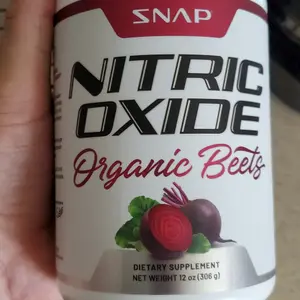 SNAP
NITRIC
OXIDE
Organic Beets
DIETARY SUPPLEMENT
NET WEIGHT 12 oz (306 g)